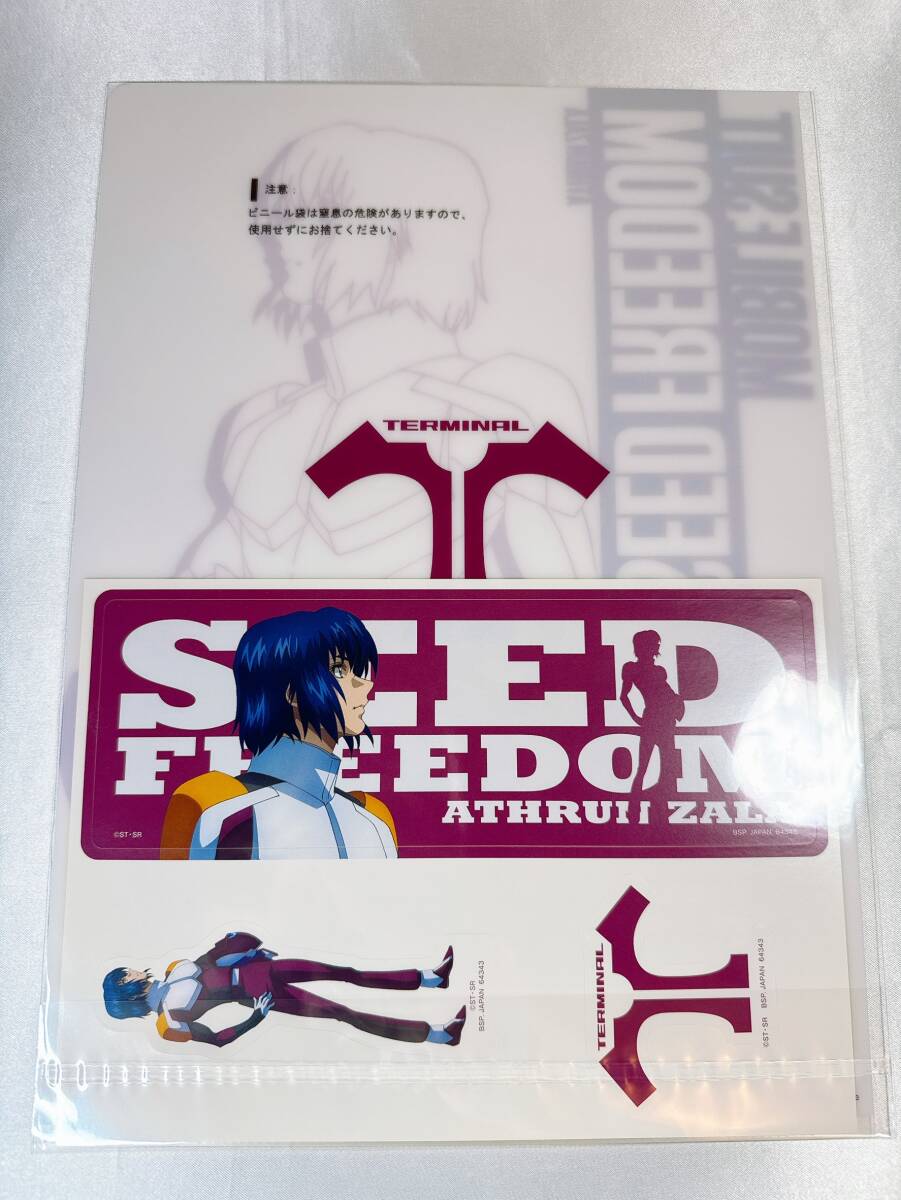 注意：
ビニール袋は窒息の危険がありますので、
使用せずにお捨てください。
MOBILE SUIT
SEED FREEDOM
TERMINAL
SEED
FREEDOM
ATHRUN ZALA
©ST・SR
BSP. JAPAN 64343
©ST・SR
BSP. JAPAN 64343
TERMINAL
©ST・SR BSP. JAPAN 64343